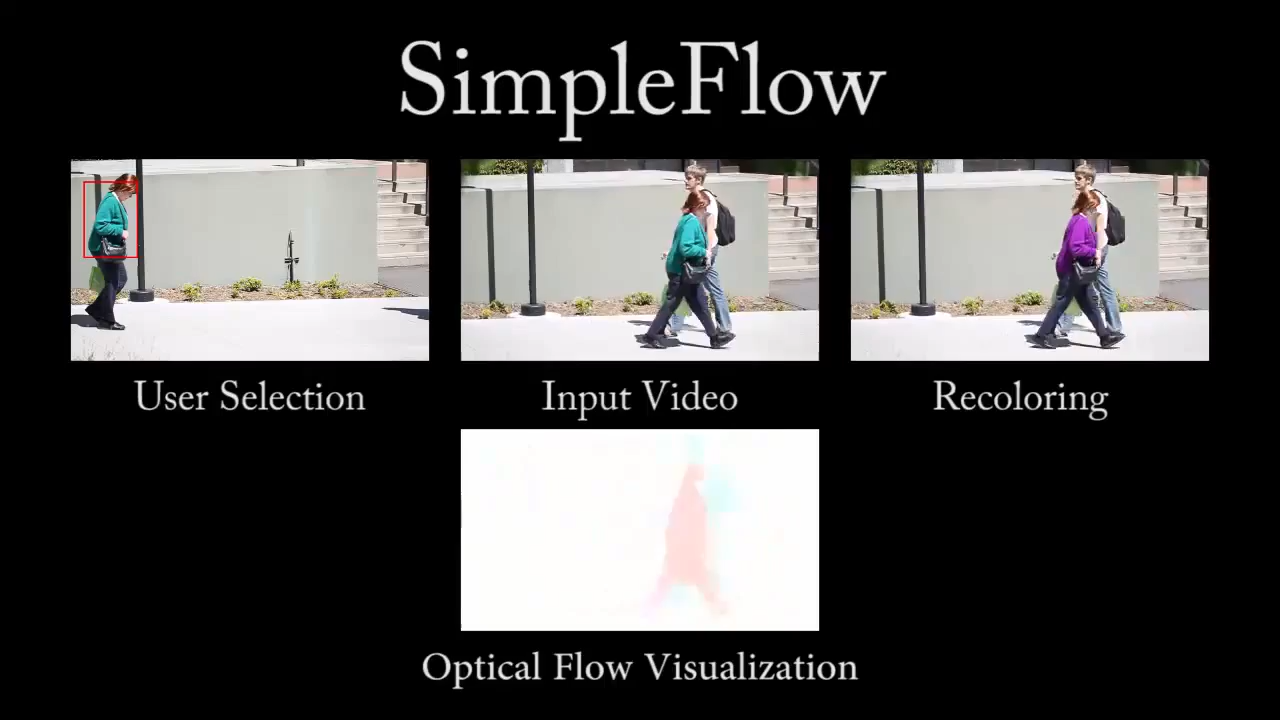 SimpleFlow
User Selection
Input Video
Recoloring
Optical Flow Visualization